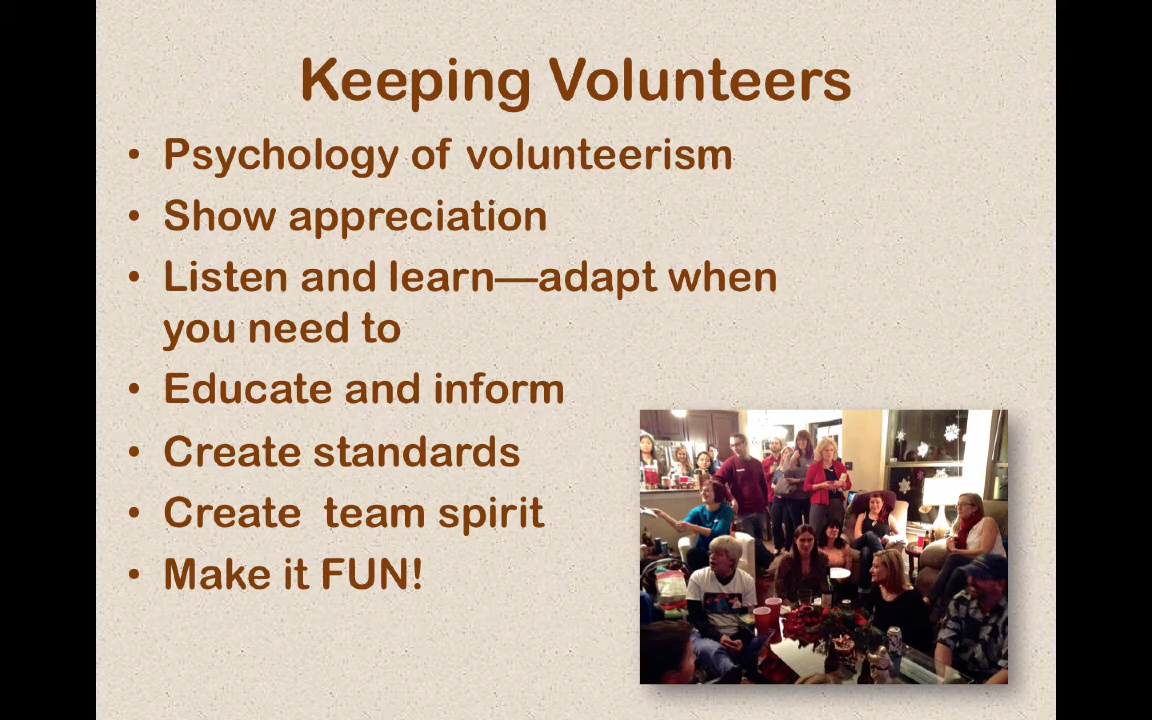 Keeping Volunteers
• Psychology of volunteerism
• Show appreciation
• Listen and learn—adapt when
you need to
• Educate and inform
• Create standards
• Create  team spirit
• Make it FUN!